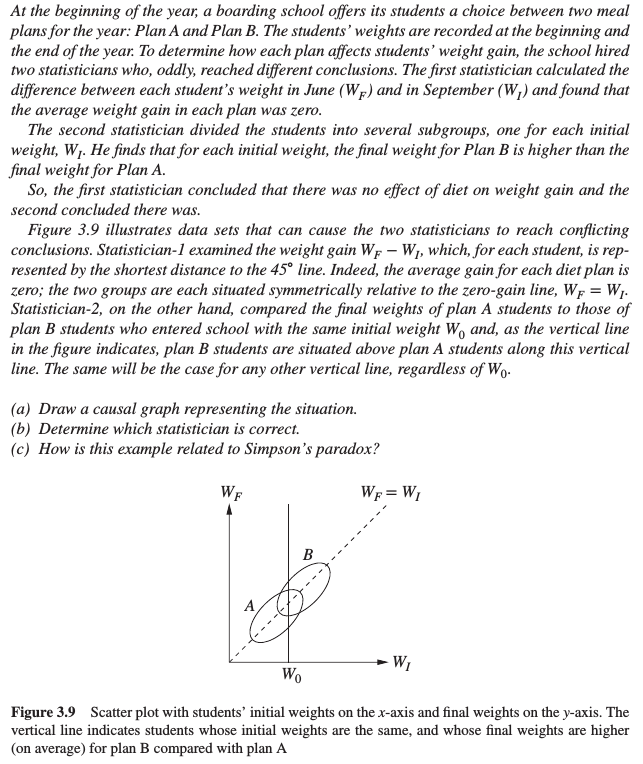 At the beginning of the year, a boarding school offers its students a choice between two meal
plans for the year: Plan A and Plan B. The students' weights are recorded at the beginning and
the end of the year. To determine how each plan affects students' weight gain, the school hired
two statisticians who, oddly, reached different conclusions. The first statistician calculated the
difference between each student's weight in June (W_F) and in September (W_I) and found that
the average weight gain in each plan was zero.
The second statistician divided the students into several subgroups, one for each initial
weight, W_I. He finds that for each initial weight, the final weight for Plan B is higher than the
final weight for Plan A.
So, the first statistician concluded that there was no effect of diet on weight gain and the
second concluded there was.
Figure 3.9 illustrates data sets that can cause the two statisticians to reach conflicting
conclusions. Statistician-1 examined the weight gain W_F − W_I, which, for each student, is rep-
resented by the shortest distance to the 45° line. Indeed, the average gain for each diet plan is
zero; the two groups are each situated symmetrically relative to the zero-gain line, W_F = W_I.
Statistician-2, on the other hand, compared the final weights of plan A students to those of
plan B students who entered school with the same initial weight W_0 and, as the vertical line
in the figure indicates, plan B students are situated above plan A students along this vertical
line. The same will be the case for any other vertical line, regardless of W_0.
(a) Draw a causal graph representing the situation.
(b) Determine which statistician is correct.
(c) How is this example related to Simpson's paradox?
W_F
W_F = W_I
B
A
W_I
W_0
Figure 3.9 Scatter plot with students' initial weights on the x-axis and final weights on the y-axis. The
vertical line indicates students whose initial weights are the same, and whose final weights are higher
(on average) for plan B compared with plan A